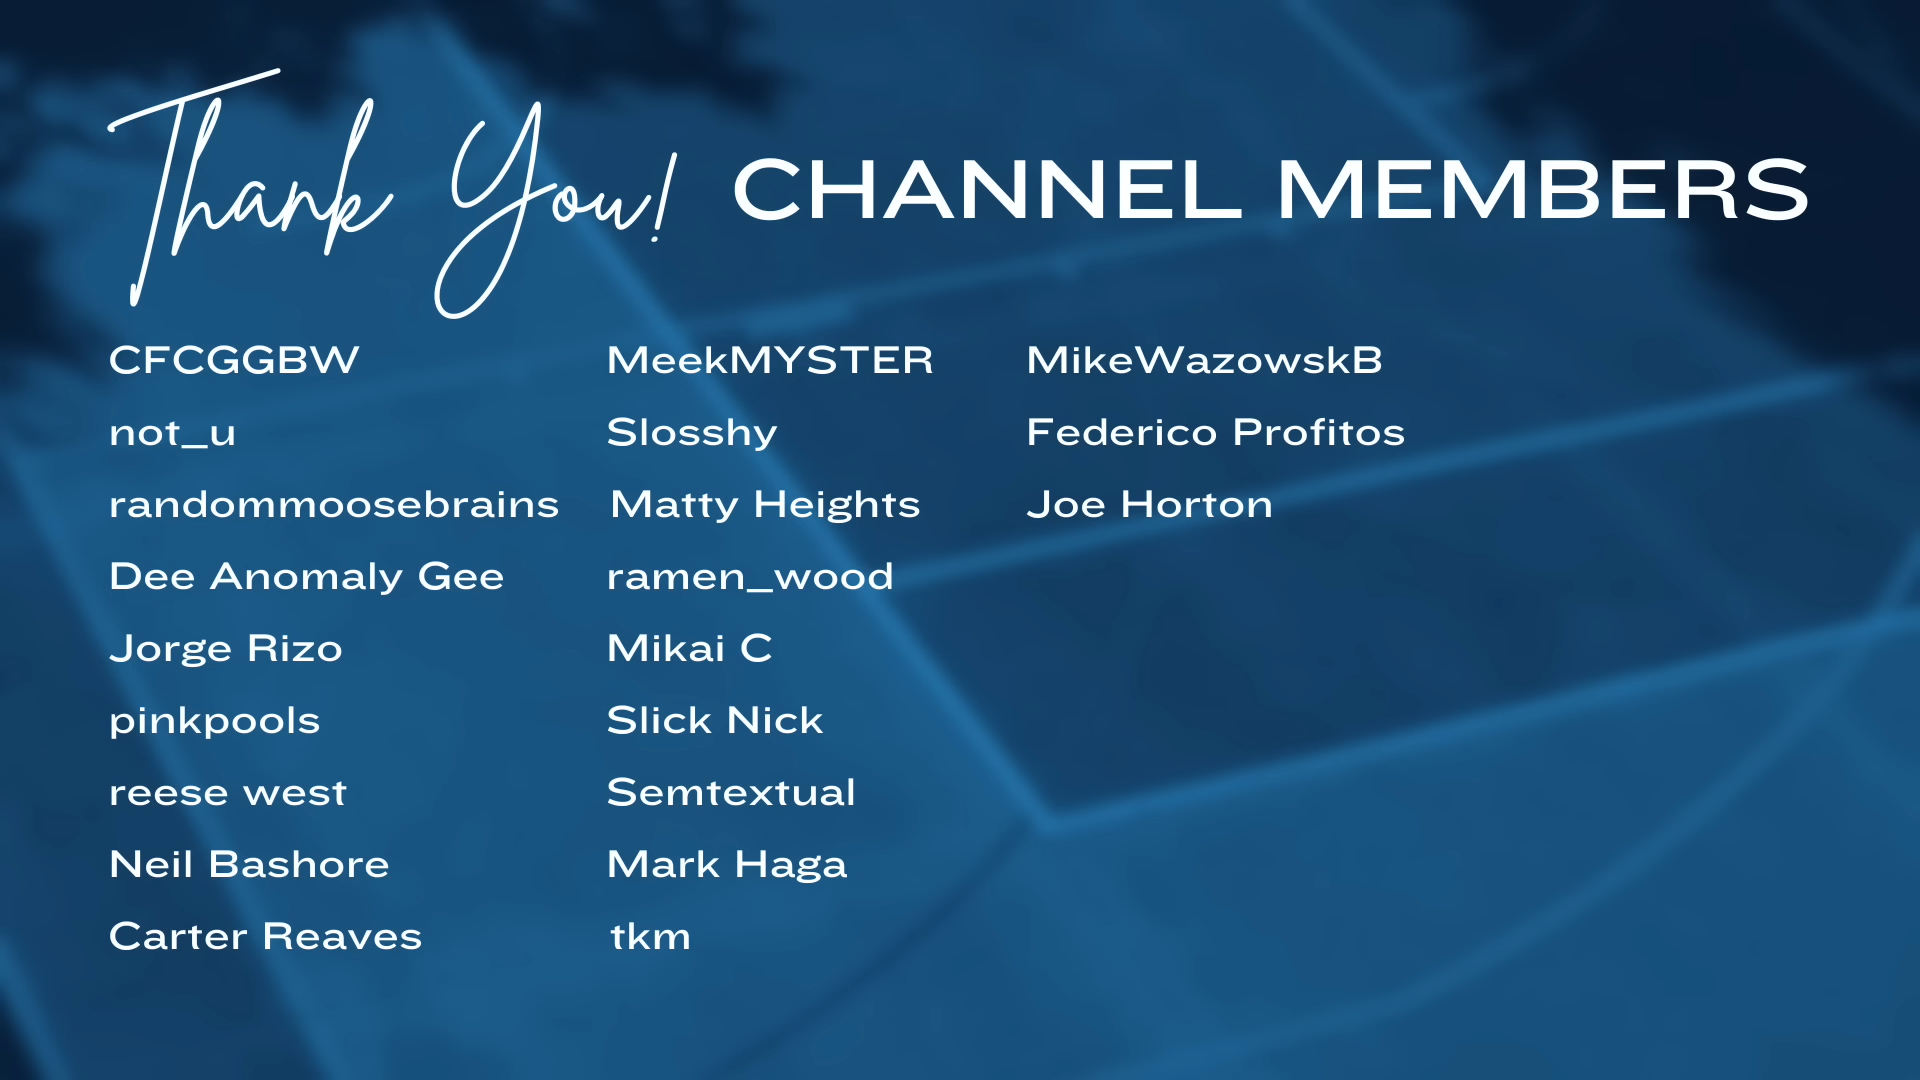 Thank You! CHANNEL MEMBERS
CFCGGBW
not_u
randommoosebrains
Dee Anomaly Gee
Jorge Rizo
pinkpools
reese west
Neil Bashore
Carter Reaves
MeekMYSTER
Slosshy
Matty Heights
ramen_wood
Mikai C
Slick Nick
Semtextual
Mark Haga
tkm
MikeWazowskB
Federico Profitos
Joe Horton